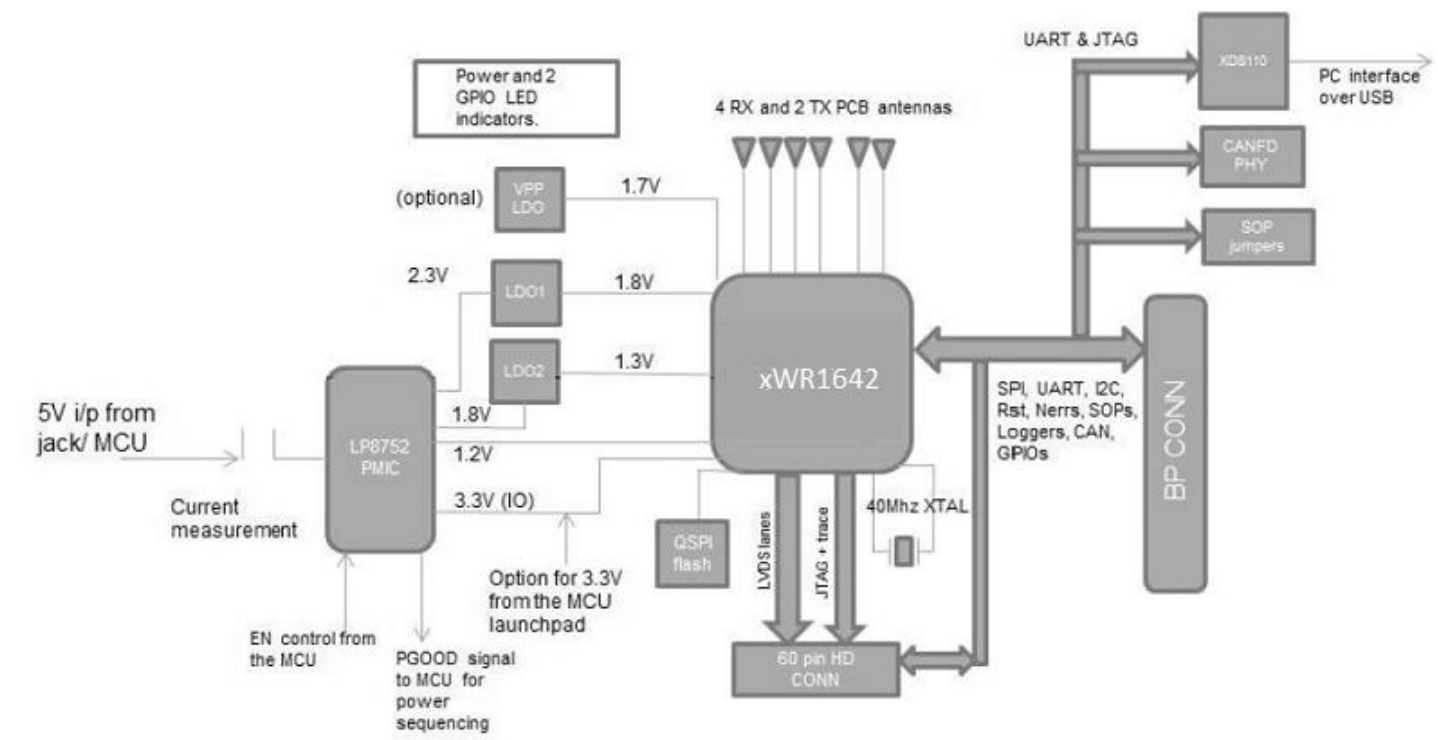 UART & JTAG
XDS110
PC interface
over USB
Power and 2
GPIO LED
indicators.
4 RX and 2 TX PCB antennas
CANFD
PHY
(optional)
VPP
LDO
1.7V
SOP
jumpers
2.3V
LDO1
1.8V
LDO2
1.3V
xWR1642
5V i/p from
jack/ MCU
1.8V
LP8752
PMIC
1.2V
3.3V (IO)
SPI, UART, I2C,
Rst, Nerrs, SOPs,
Loggers, CAN,
GPIOs
BP CONN
Current
measurement
40Mhz XTAL
QSPI
flash
LVDS lanes
JTAG + trace
Option for 3.3V
from the MCU
launchpad
EN control from
the MCU
PGOOD signal
to MCU for
power
sequencing
60 pin HD
CONN